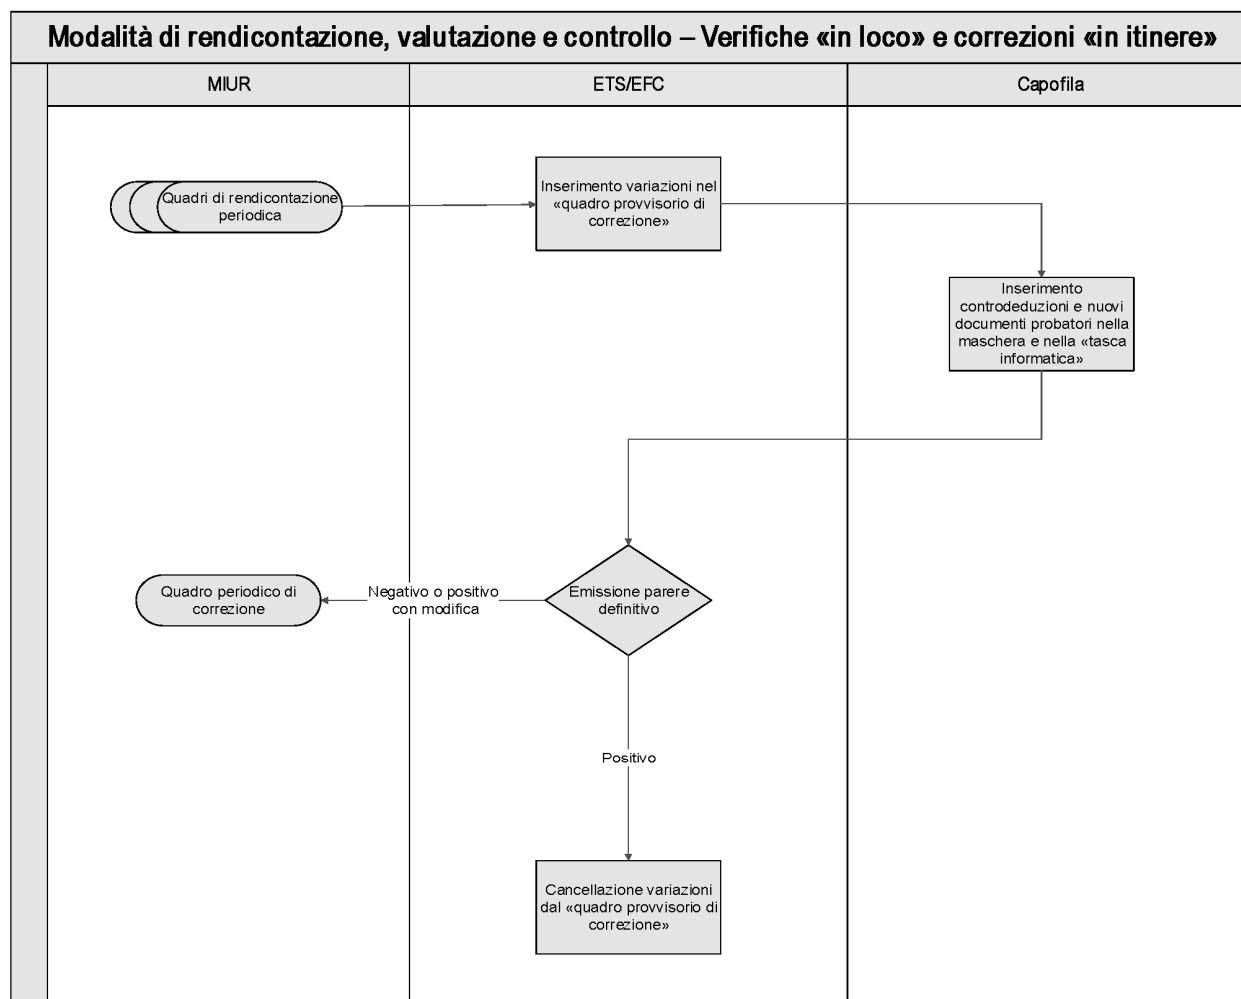 Modalità di rendicontazione, valutazione e controllo – Verifiche «in loco» e correzioni «in itinere»
MIUR
ETS/EFC
Capofila
Quadri di rendicontazione
periodica
Inserimento variazioni nel
«quadro provvisorio di
correzione»
Inserimento
controdeduzioni e nuovi
documenti probatori nella
maschera e nella «tasca
informatica»
Quadro periodico di
correzione
Negativo o positivo
con modifica
Emissione parere
definitivo
Positivo
Cancellazione variazioni
dal «quadro provvisorio di
correzione»